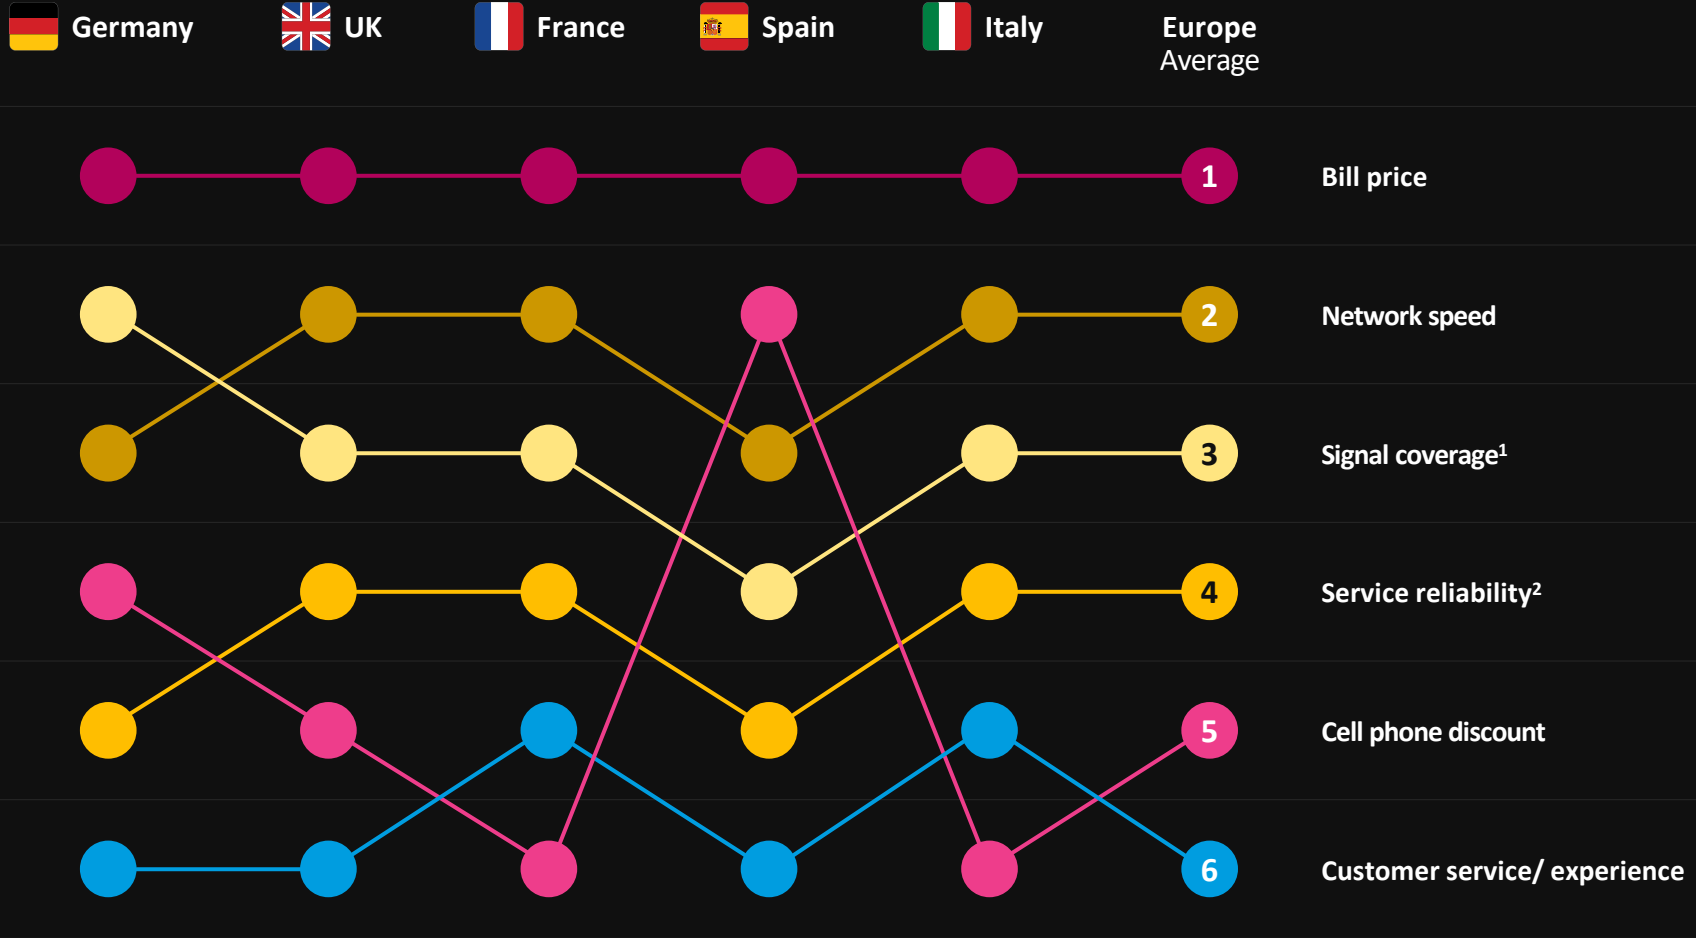 Germany
UK
France
Spain
Italy
Europe
Average
1
Bill price
2
Network speed
3
Signal coverage¹
4
Service reliability²
5
Cell phone discount
6
Customer service/ experience